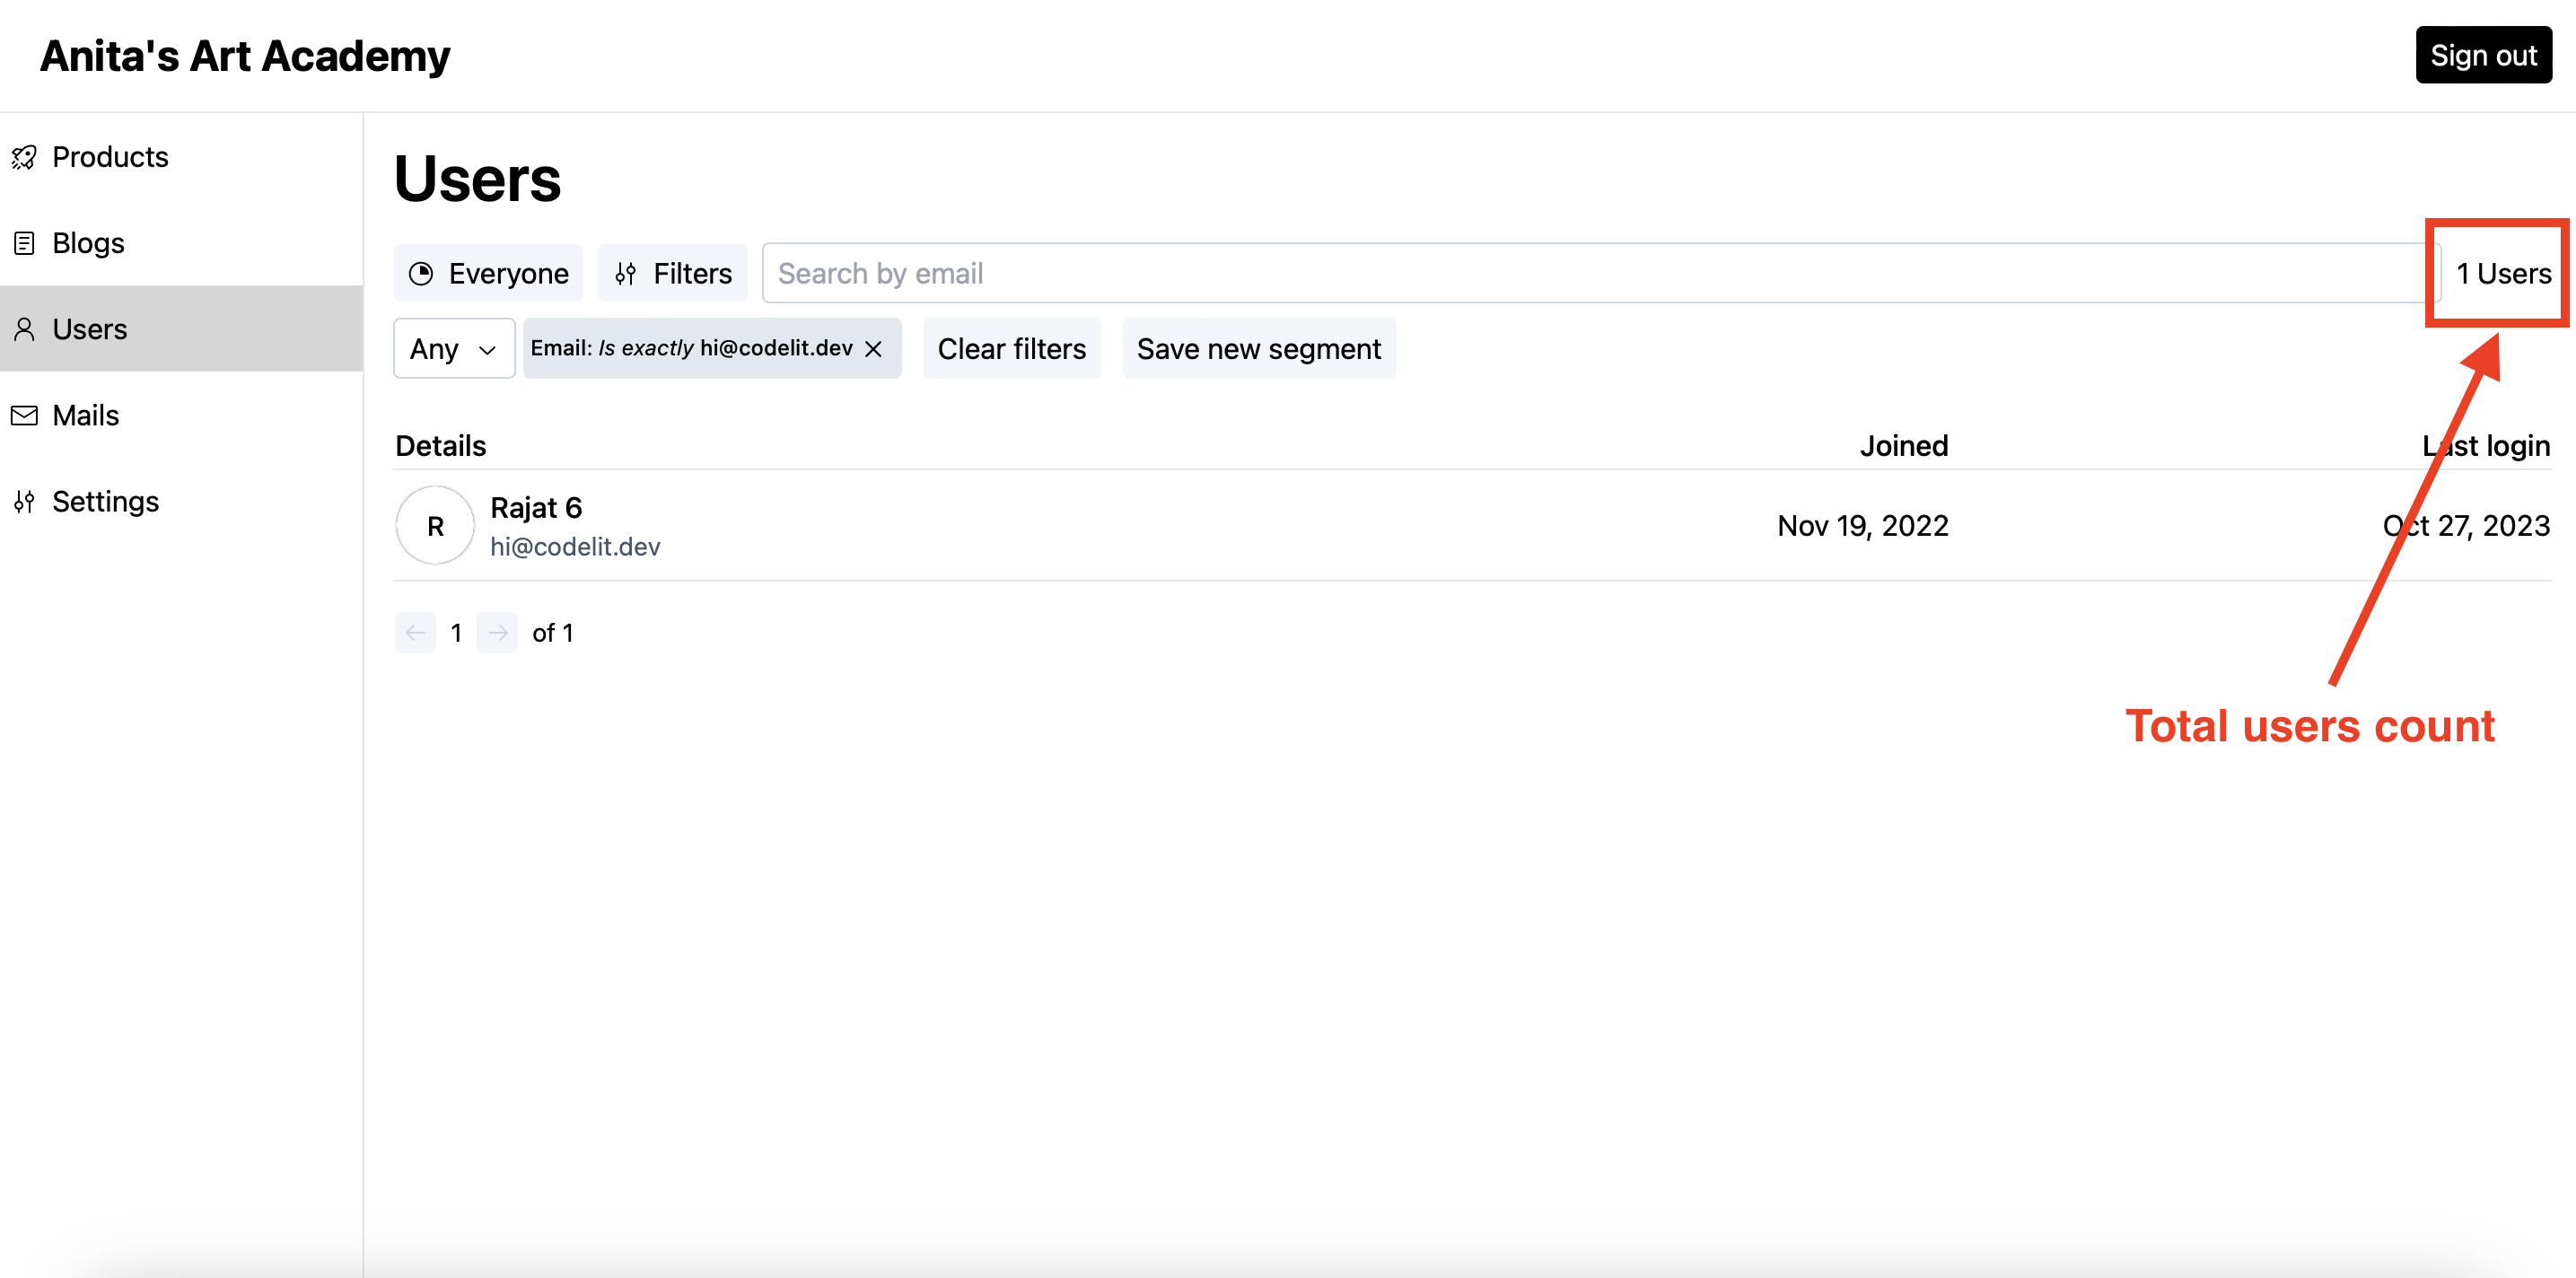 Anita's Art Academy
Sign out
Products
Blogs
Users
Mails
Settings
Users
Everyone
Filters
Search by email
1 Users
Any
Email: Is exactly hi@codelit.dev
Clear filters
Save new segment
Details Joined Last login
R
Rajat 6
hi@codelit.dev
Nov 19, 2022
Oct 27, 2023
1 of 1
Total users count